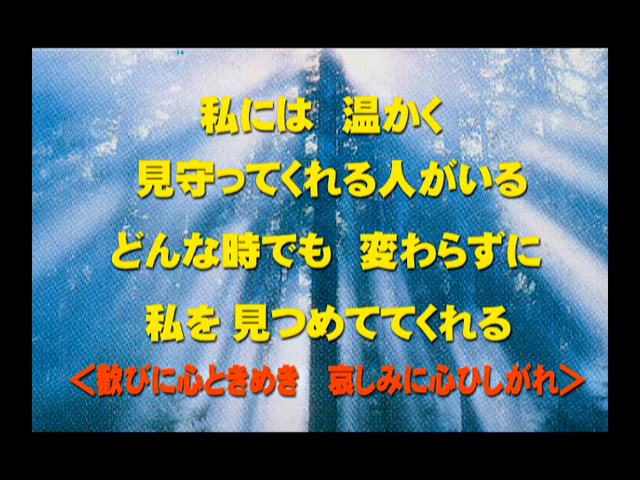 私には　温かく
見守ってくれる人がいる
どんな時でも　変わらずに
私を 見つめててくれる
＜歓びに心ときめき　哀しみに心ひしがれ＞